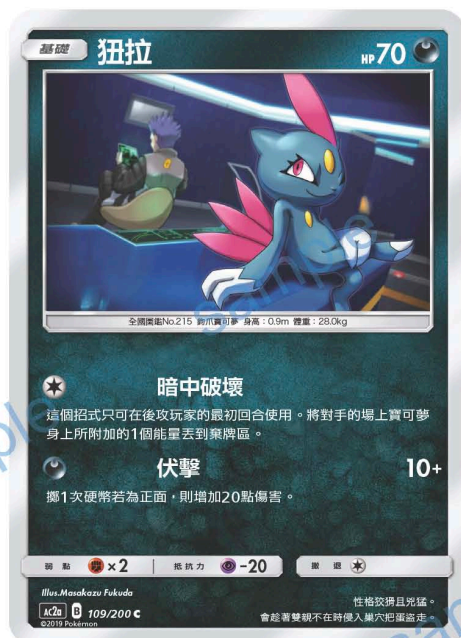 基礎 狃拉 HP 70
全國圖鑑No.215 鉤爪寶可夢 身高:0.9m 體重:28.0kg
暗中破壞
這個招式只可在後攻玩家的最初回合使用。將對手的場上寶可夢
身上所附加的1個能量丟到棄牌區。
伏擊 10+
擲1次硬幣若為正面,則增加20點傷害。
弱點 ×2 抵抗力 -20 撤退
Illus.Masakazu Fukuda
性格狡猾且兇猛。
AC2a B 109/200 C
會趁著雙親不在時侵入巢穴把蛋盜走。
©2019 Pokémon
sample